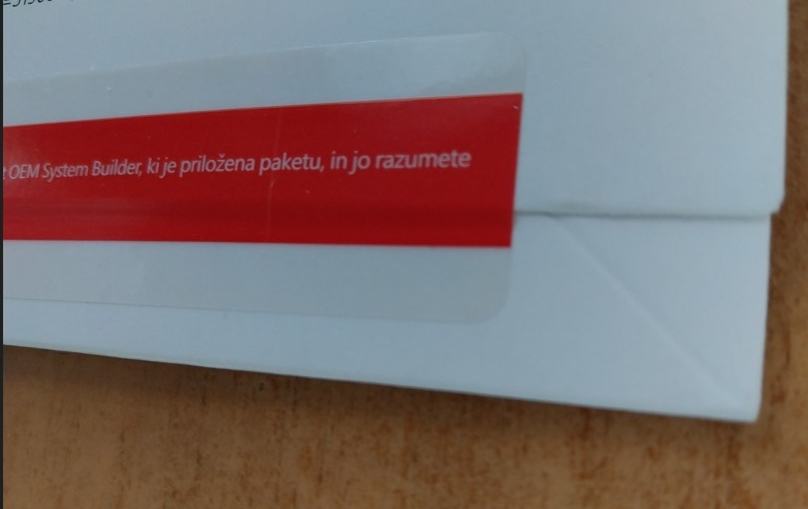 OEM System Builder, ki je priložena paketu, in jo razumete